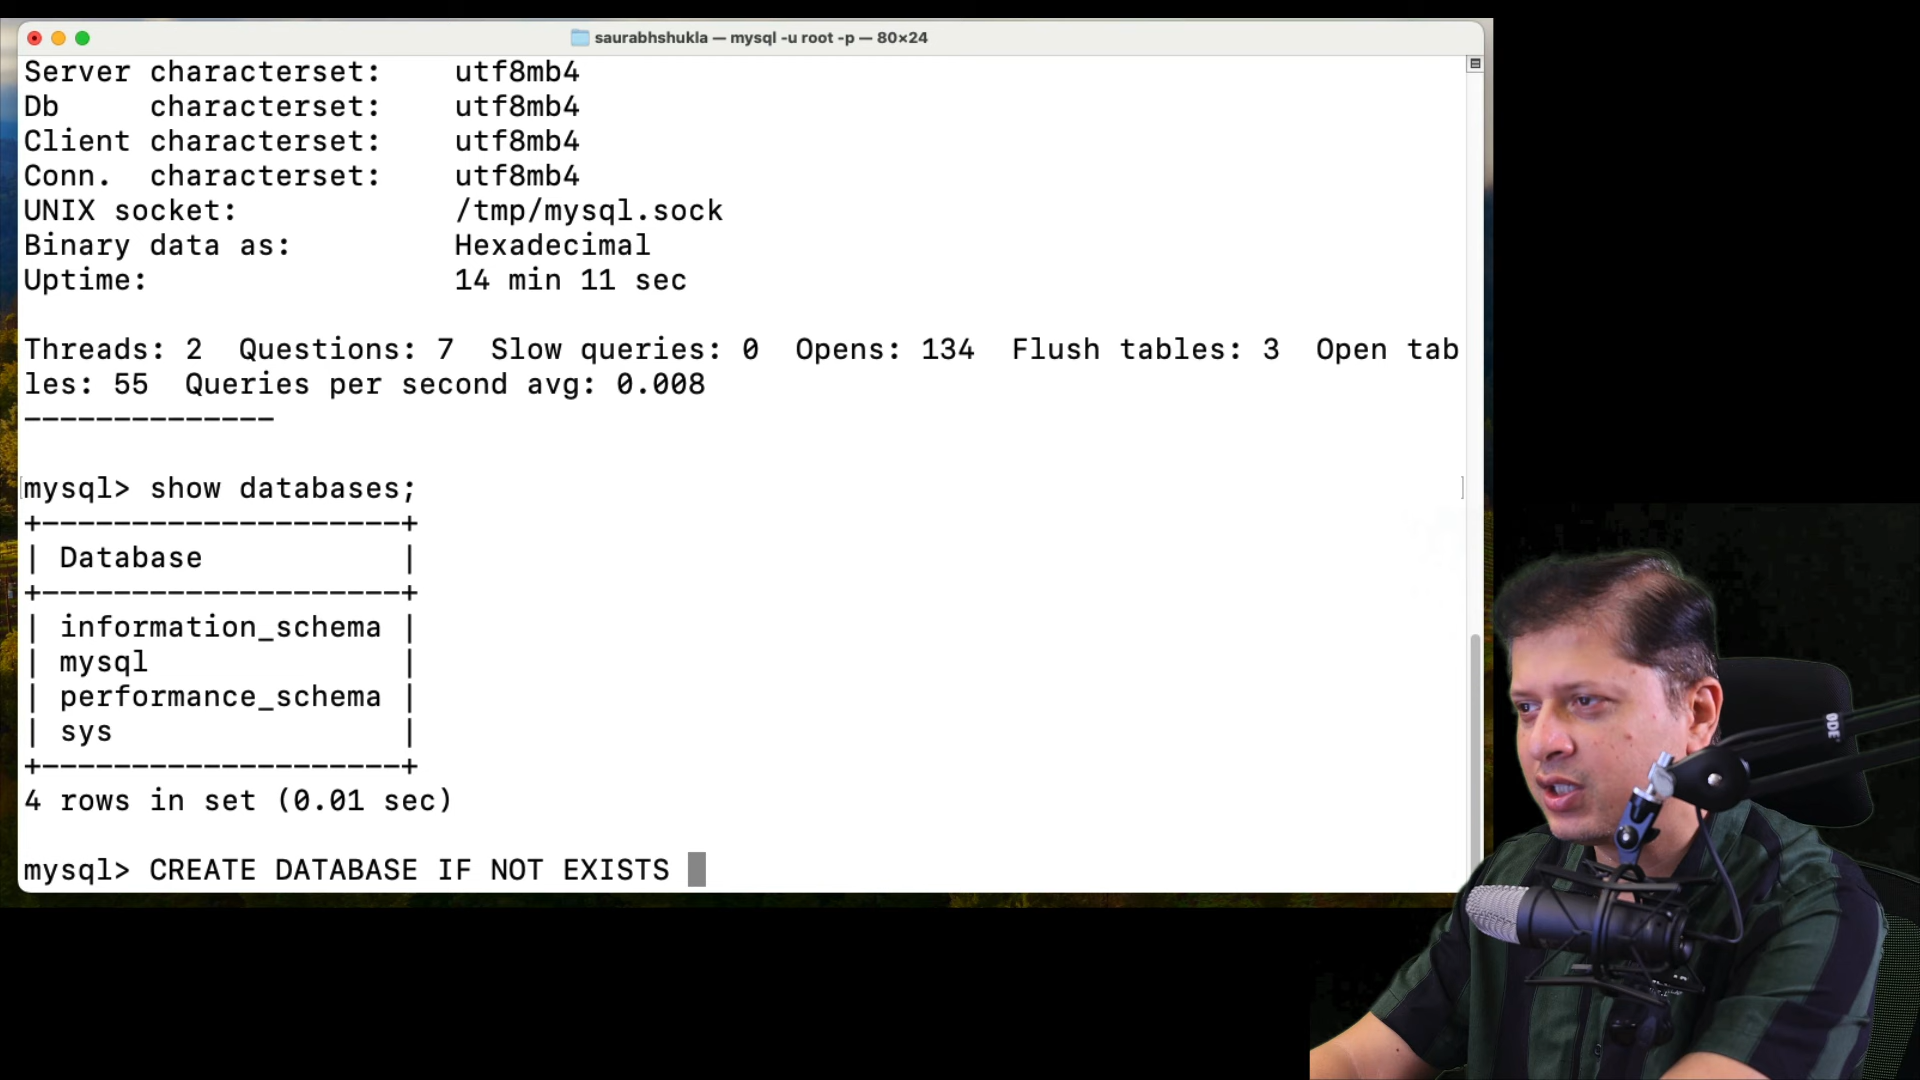 saurabhshukla — mysql -u root -p — 80×24
Server characterset:    utf8mb4
Db     characterset:    utf8mb4
Client characterset:    utf8mb4
Conn.  characterset:    utf8mb4
UNIX socket:            /tmp/mysql.sock
Binary data as:         Hexadecimal
Uptime:                 14 min 11 sec
Threads: 2  Questions: 7  Slow queries: 0  Opens: 134  Flush tables: 3  Open tab
les: 55  Queries per second avg: 0.008
--------------
mysql> show databases;
+--------------------+
| Database           |
+--------------------+
| information_schema |
| mysql              |
| performance_schema |
| sys                |
+--------------------+
4 rows in set (0.01 sec)
mysql> CREATE DATABASE IF NOT EXISTS